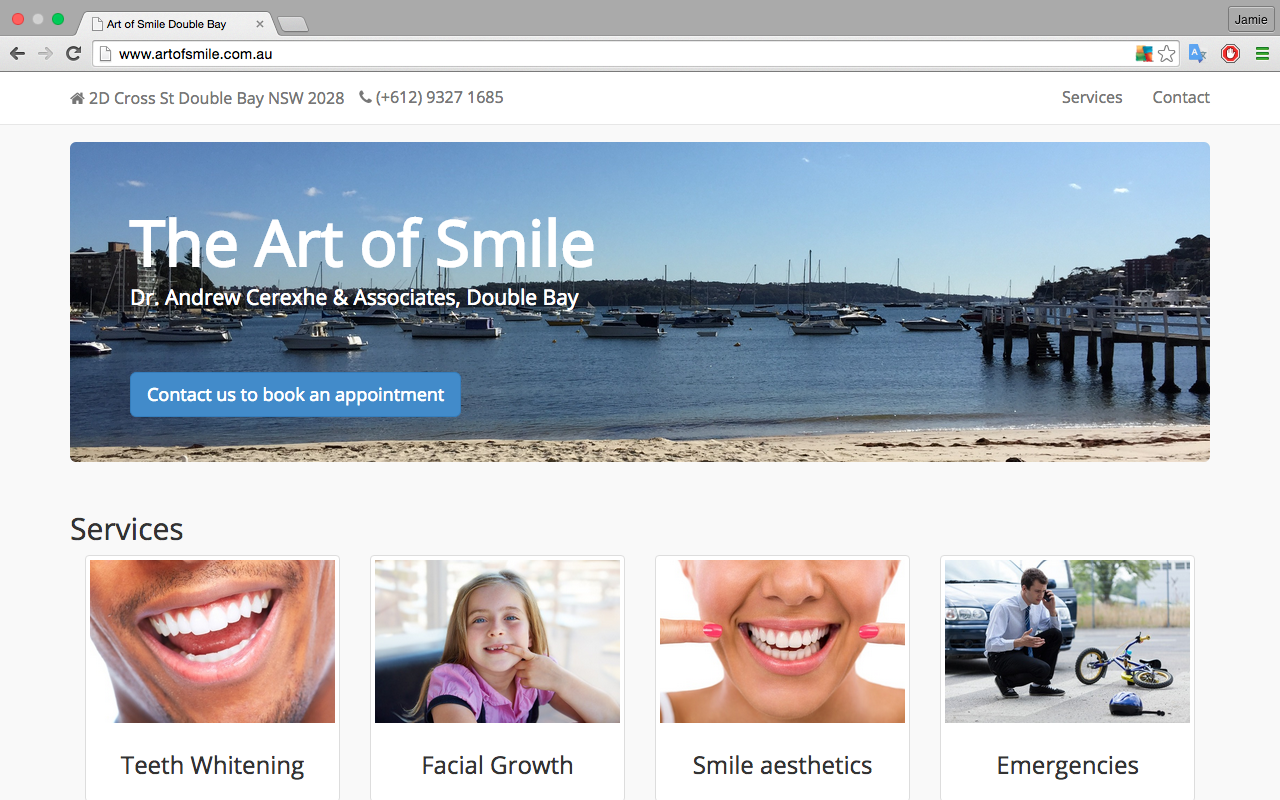 Art of Smile Double Bay
Jamie
www.artofsmile.com.au
2D Cross St Double Bay NSW 2028 (+612) 9327 1685 Services Contact
The Art of Smile
Dr. Andrew Cerexhe & Associates, Double Bay
Contact us to book an appointment
Services
Teeth Whitening
Facial Growth
Smile aesthetics
Emergencies